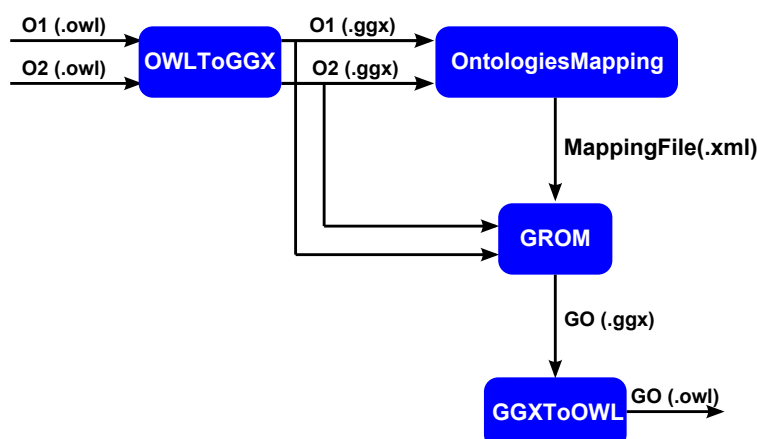 O1 (.owl)
O1 (.ggx)
OWLToGGX
OntologiesMapping
O2 (.owl)
O2 (.ggx)
MappingFile(.xml)
GROM
GO (.ggx)
GGXToOWL
GO (.owl)